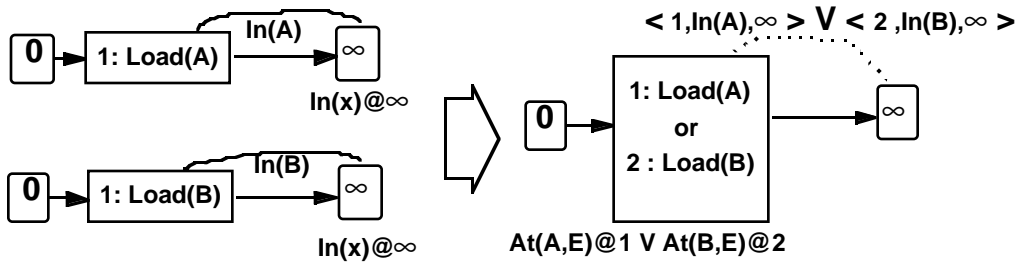 In(A)
0
1: Load(A)
∞
In(x)@∞
In(B)
0
1: Load(B)
∞
In(x)@∞
< 1,In(A),∞ > V < 2 ,In(B),∞ >
0
1: Load(A)
or
2 : Load(B)
∞
At(A,E)@1 V At(B,E)@2